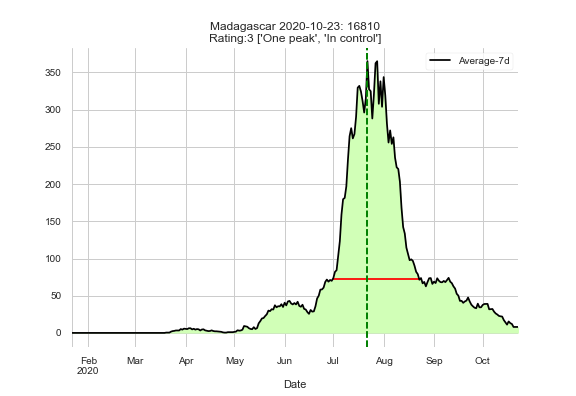 Madagascar 2020-10-23: 16810
Rating:3 ['One peak', 'In control']
Average-7d
350
300
250
200
150
100
50
0
Feb Mar Apr May Jun Jul Aug Sep Oct
2020
Date